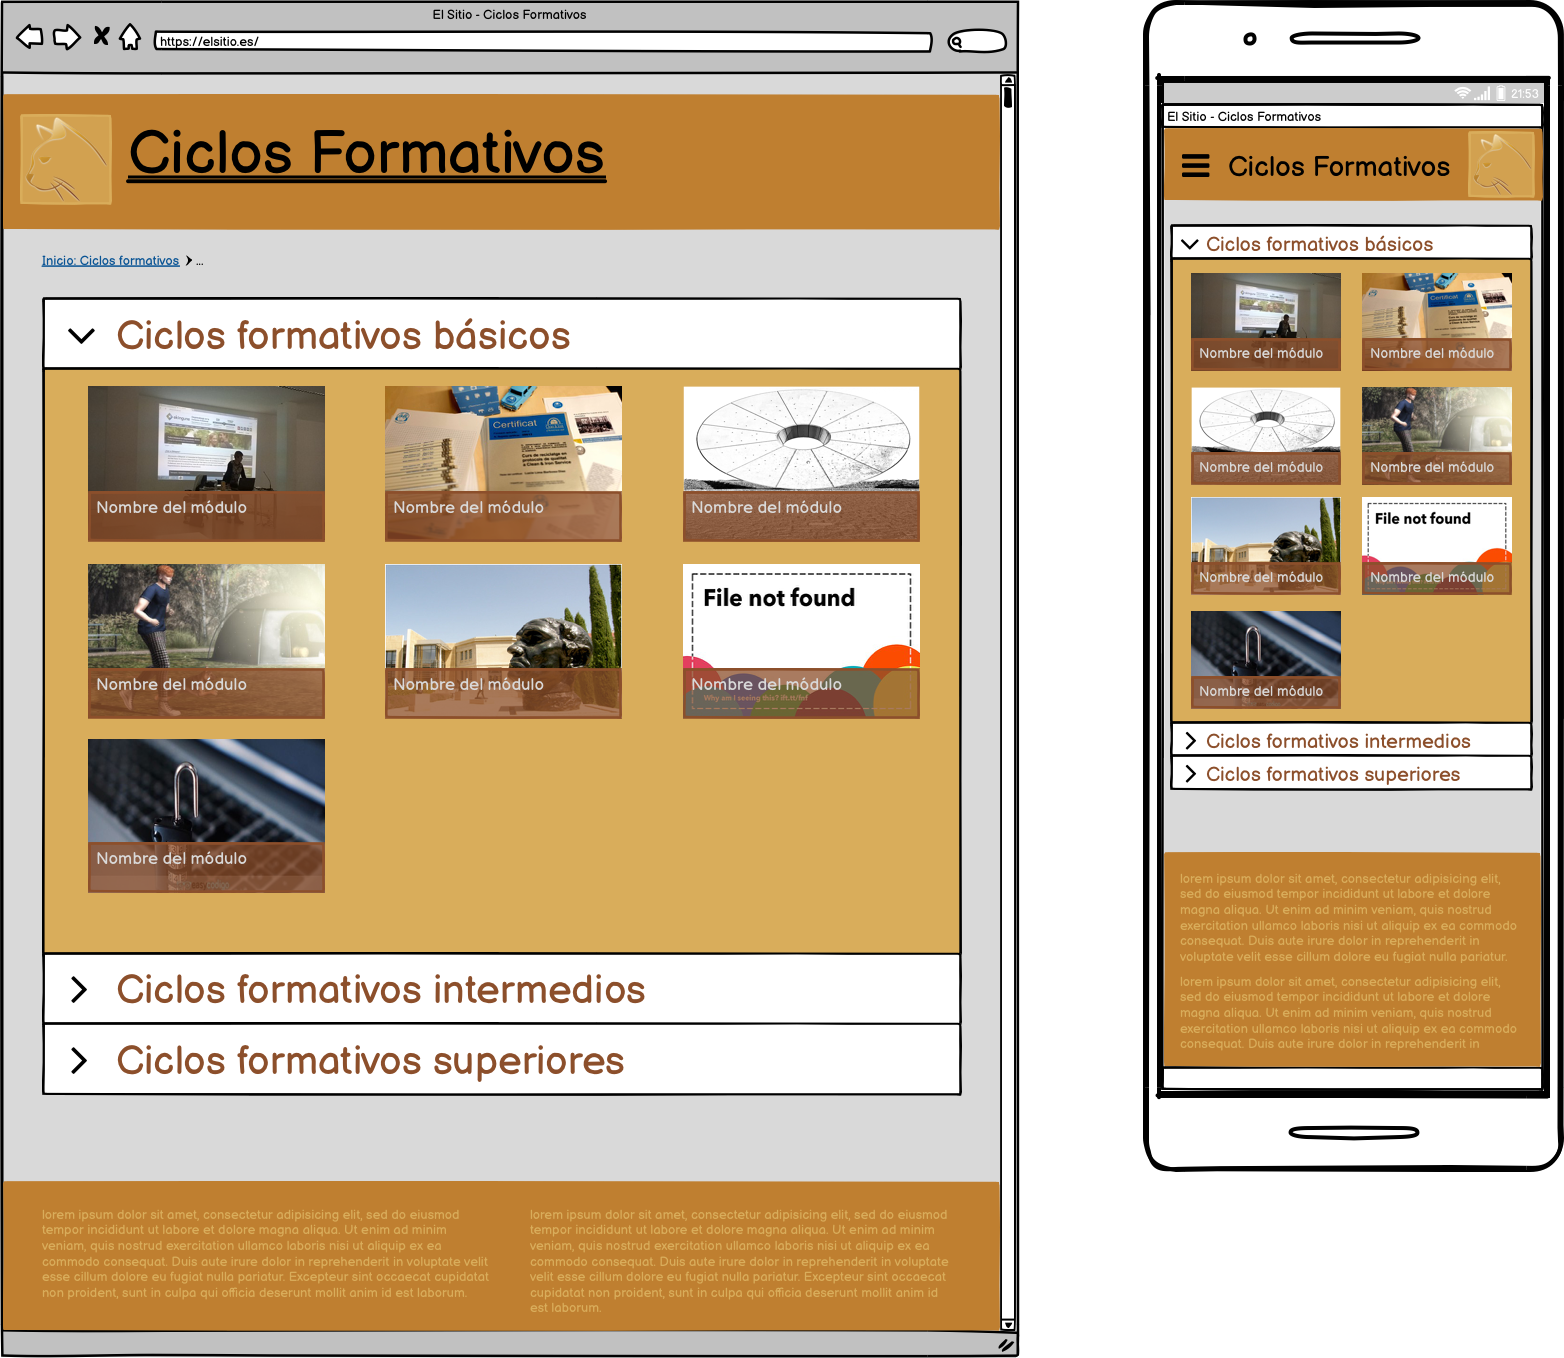 El Sitio - Ciclos Formativos
https://elsitio.es/
Ciclos Formativos
Inicio: Ciclos formativos
...
Ciclos formativos básicos
Certificat
Nombre del módulo
Nombre del módulo
Nombre del módulo
File not found
Nombre del módulo
Nombre del módulo
Nombre del módulo
Why am I seeing this?
Nombre del módulo
Ciclos formativos intermedios
Ciclos formativos superiores
lorem ipsum dolor sit amet, consectetur adipisicing elit, sed do eiusmod
tempor incididunt ut labore et dolore magna aliqua. Ut enim ad minim
veniam, quis nostrud exercitation ullamco laboris nisi ut aliquip ex ea
commodo consequat. Duis aute irure dolor in reprehenderit in voluptate velit
esse cillum dolore eu fugiat nulla pariatur. Excepteur sint occaecat cupidatat
non proident, sunt in culpa qui officia deserunt mollit anim id est laborum.
lorem ipsum dolor sit amet, consectetur adipisicing elit, sed do eiusmod
tempor incididunt ut labore et dolore magna aliqua. Ut enim ad minim
veniam, quis nostrud exercitation ullamco laboris nisi ut aliquip ex ea
commodo consequat. Duis aute irure dolor in reprehenderit in voluptate
velit esse cillum dolore eu fugiat nulla pariatur. Excepteur sint occaecat
cupidatat non proident, sunt in culpa qui officia deserunt mollit anim id
est laborum.
21:53
El Sitio - Ciclos Formativos
Ciclos Formativos
Ciclos formativos básicos
Certificat
Nombre del módulo
Nombre del módulo
Nombre del módulo
Nombre del módulo
File not found
Nombre del módulo
Nombre del módulo
Nombre del módulo
Ciclos formativos intermedios
Ciclos formativos superiores
lorem ipsum dolor sit amet, consectetur adipisicing elit,
sed do eiusmod tempor incididunt ut labore et dolore
magna aliqua. Ut enim ad minim veniam, quis nostrud
exercitation ullamco laboris nisi ut aliquip ex ea commodo
consequat. Duis aute irure dolor in reprehenderit in
voluptate velit esse cillum dolore eu fugiat nulla pariatur.
lorem ipsum dolor sit amet, consectetur adipisicing elit,
sed do eiusmod tempor incididunt ut labore et dolore
magna aliqua. Ut enim ad minim veniam, quis nostrud
exercitation ullamco laboris nisi ut aliquip ex ea commodo
consequat. Duis aute irure dolor in reprehenderit in